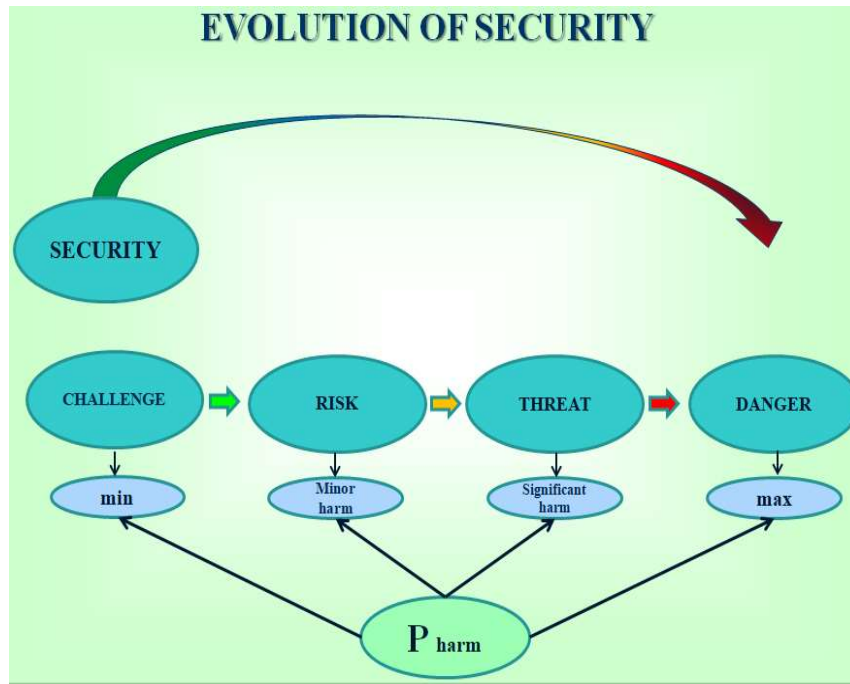 EVOLUTION OF SECURITY
SECURITY
CHALLENGE
RISK
THREAT
DANGER
min
Minor
harm
Significant
harm
max
P harm